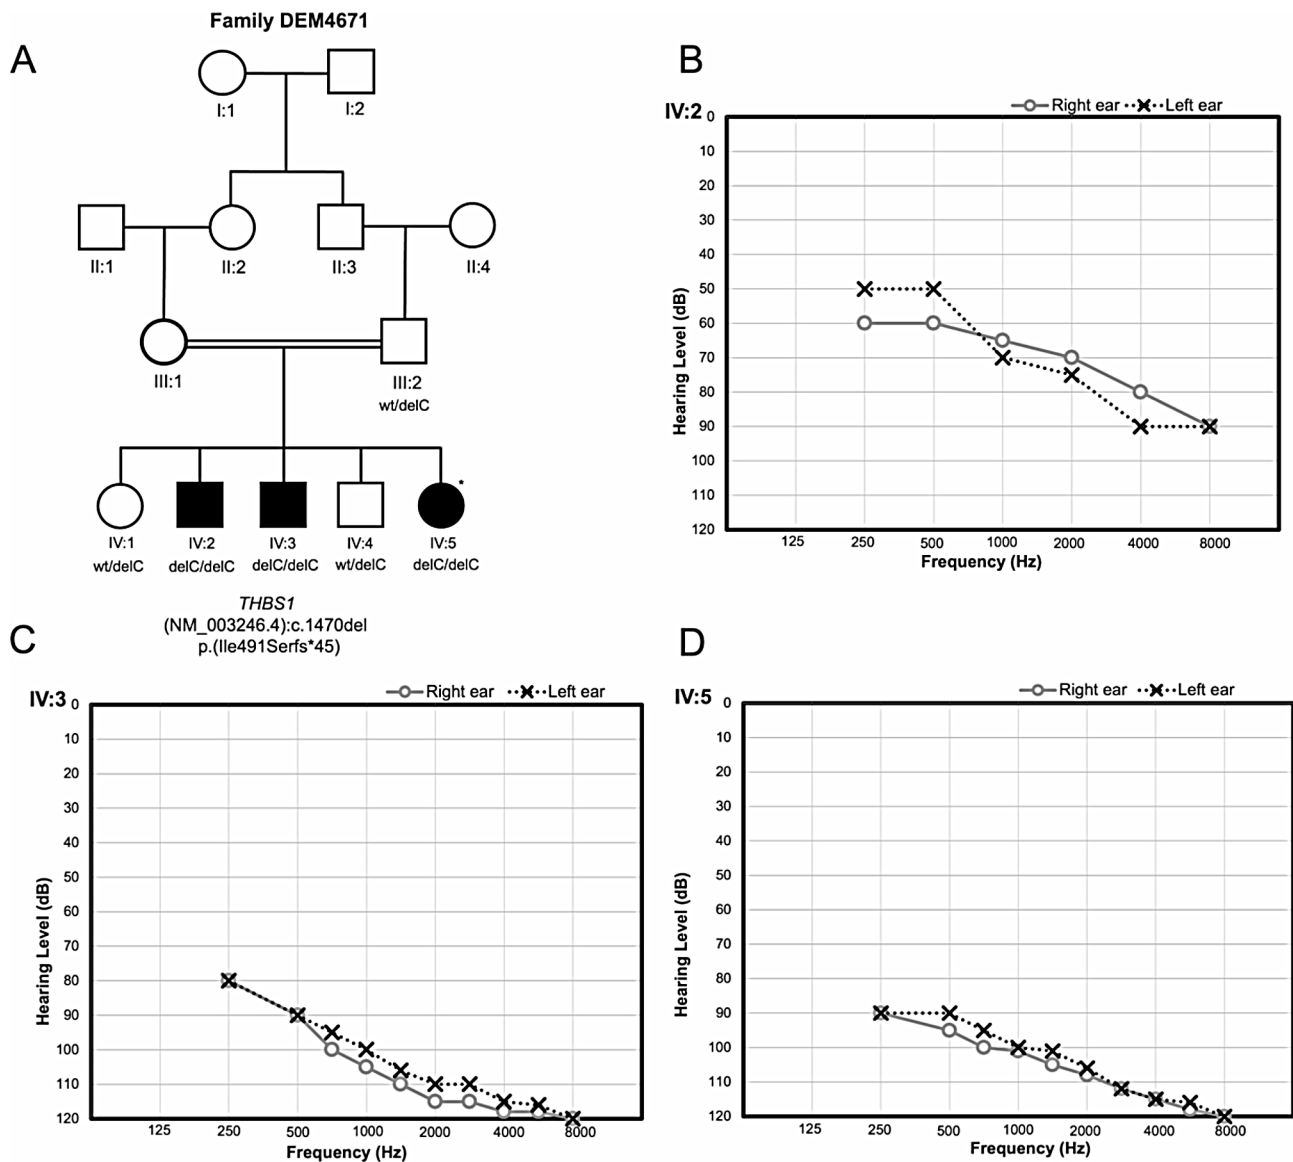 Family DEM4671
A
I:1
I:2
II:1
II:2
II:3
II:4
III:1
III:2
wt/delC
IV:1
IV:2
IV:3
IV:4
IV:5
*
wt/delC
delC/delC
delC/delC
wt/delC
delC/delC
THBS1
(NM_003246.4):c.1470del
p.(Ile491Serfs*45)
B
IV:2
Right ear
Left ear
0
10
20
30
40
50
60
70
80
90
100
110
120
Hearing Level (dB)
125
250
500
1000
2000
4000
8000
Frequency (Hz)
C
IV:3
Right ear
Left ear
0
10
20
30
40
50
60
70
80
90
100
110
120
Hearing Level (dB)
125
250
500
1000
2000
4000
8000
Frequency (Hz)
D
IV:5
Right ear
Left ear
0
10
20
30
40
50
60
70
80
90
100
110
120
Hearing Level (dB)
125
250
500
1000
2000
4000
8000
Frequency (Hz)